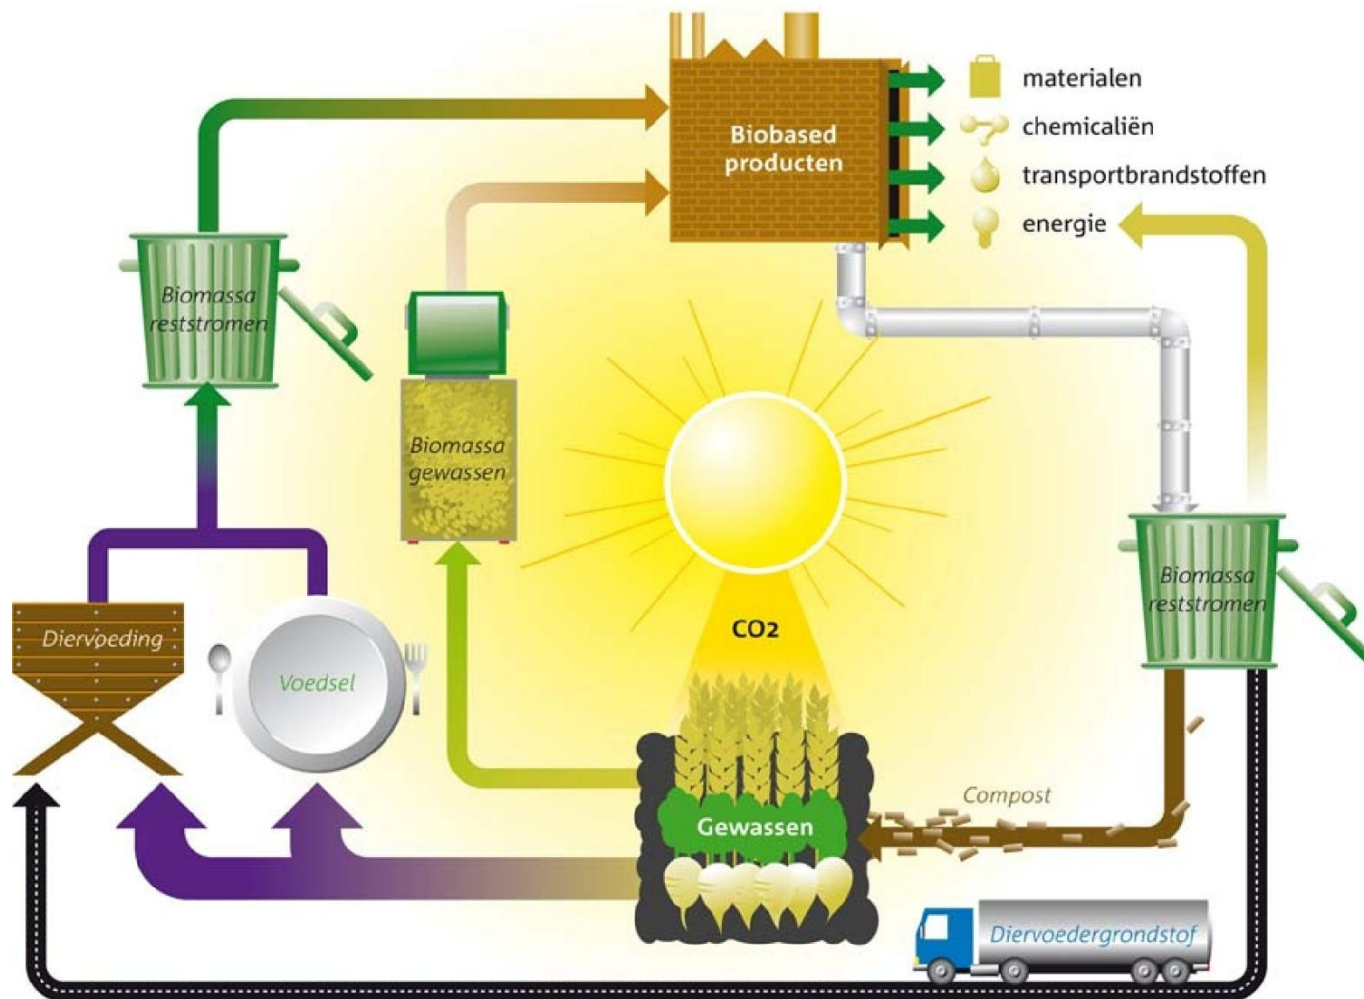 Biobased
producten
materialen
chemicaliën
transportbrandstoffen
energie
Biomassa
reststromen
Biomassa
gewassen
Diervoeding
Voedsel
CO2
Biomassa
reststromen
Compost
Gewassen
Diervoedergrondstof